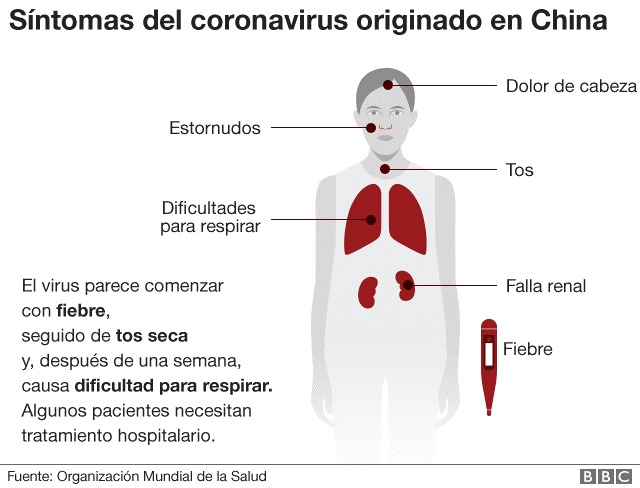 Síntomas del coronavirus originado en China
Dolor de cabeza
Estornudos
Tos
Dificultades
para respirar
Falla renal
Fiebre
El virus parece comenzar
con fiebre,
seguido de tos seca
y, después de una semana,
causa dificultad para respirar.
Algunos pacientes necesitan
tratamiento hospitalario.
Fuente: Organización Mundial de la Salud
BBC